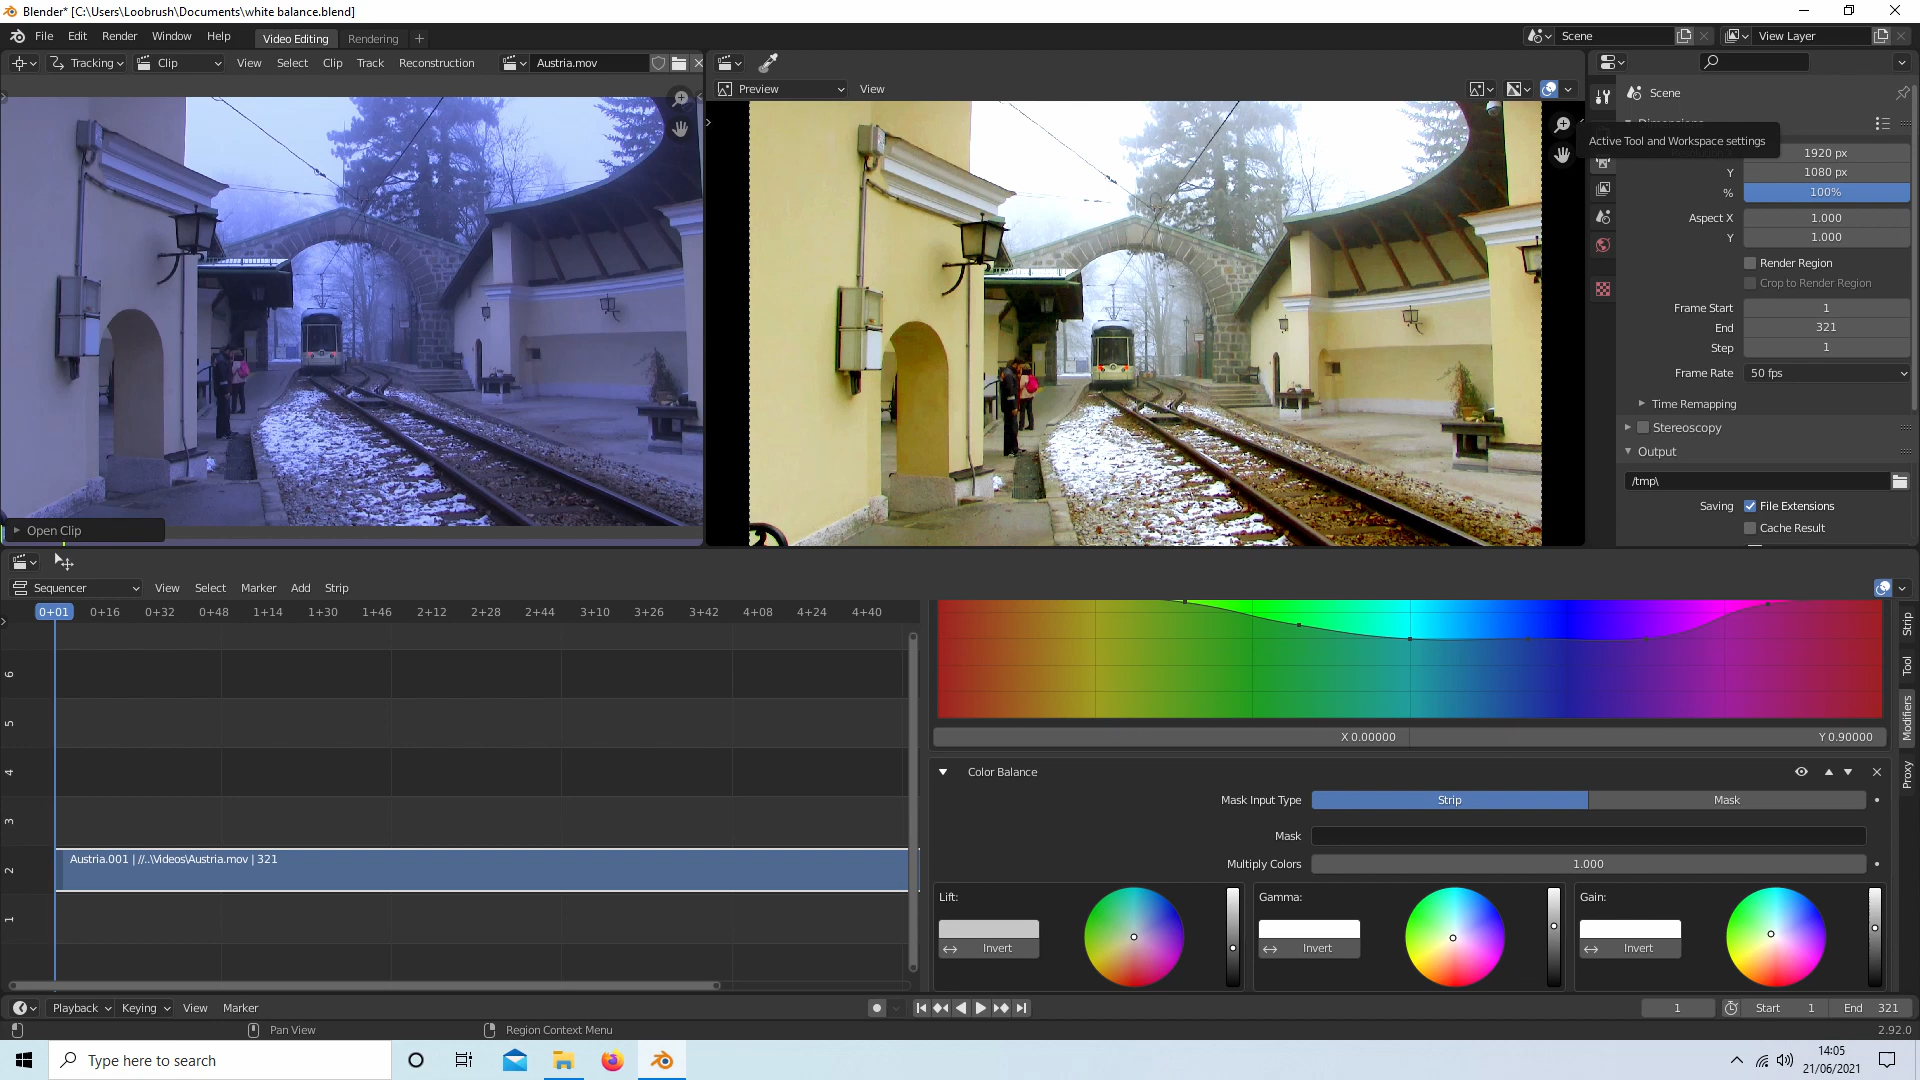 Blender* [C:\Users\Loobrush\Documents\white balance.blend]
File Edit Render Window Help Video Editing Rendering + Scene View Layer
Tracking Clip View Select Clip Track Reconstruction Austria.mov
Preview View
Scene
Active Tool and Workspace settings
1920 px
Y 1080 px
% 100%
Aspect X 1.000
Y 1.000
Render Region
Crop to Render Region
Frame Start 1
End 321
Step 1
Frame Rate 50 fps
Time Remapping
Stereoscopy
Output
/tmp\
Saving File Extensions
Cache Result
Open Clip
Sequencer View Select Marker Add Strip
0+01 0+16 0+32 0+48 1+14 1+30 1+46 2+12 2+28 2+44 3+10 3+26 3+42 4+08 4+24 4+40
6
5
4
3
2
1
Austria.001 | //..\Videos\Austria.mov | 321
X 0.00000 Y 0.90000
Color Balance
Mask Input Type Strip Mask
Mask
Multiply Colors 1.000
Lift: Gamma: Gain:
Invert Invert Invert
Strip
Tool
Modifiers
Proxy
Playback Keying View Marker 1 Start 1 End 321
Pan View Region Context Menu 2.92.0
Type here to search
14:05
21/06/2021